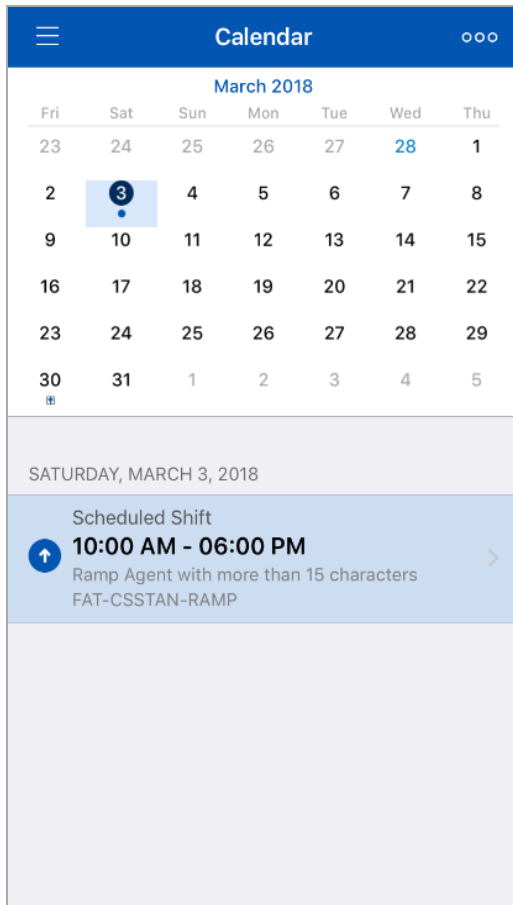 Calendar
March 2018
Fri Sat Sun Mon Tue Wed Thu
23 24 25 26 27 28 1
2 3 4 5 6 7 8
9 10 11 12 13 14 15
16 17 18 19 20 21 22
23 24 25 26 27 28 29
30 31 1 2 3 4 5
SATURDAY, MARCH 3, 2018
Scheduled Shift
10:00 AM - 06:00 PM
Ramp Agent with more than 15 characters
FAT-CSSTAN-RAMP